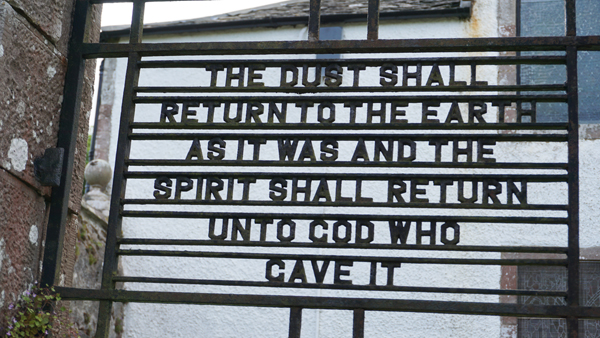 THE DUST SHALL
RETURN TO THE EARTH
AS IT WAS AND THE
SPIRIT SHALL RETURN
UNTO GOD WHO
GAVE IT